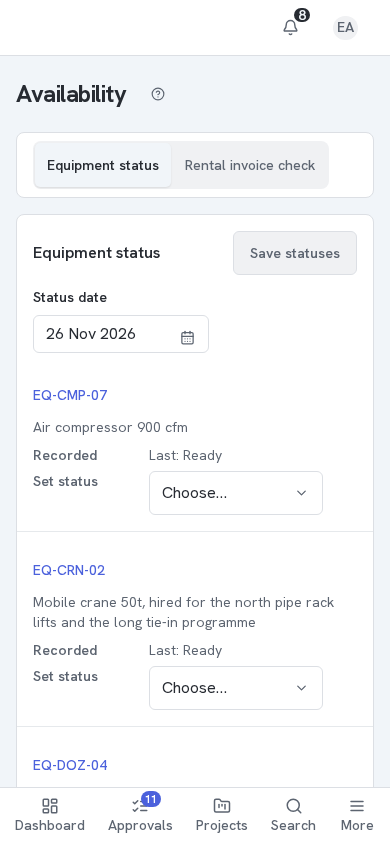 8
EA
Availability
Equipment status
Rental invoice check
Equipment status
Save statuses
Status date
26 Nov 2026
EQ-CMP-07
Air compressor 900 cfm
Recorded
Last: Ready
Set status
Choose...
EQ-CRN-02
Mobile crane 50t, hired for the north pipe rack
lifts and the long tie-in programme
Recorded
Last: Ready
Set status
Choose...
EQ-DOZ-04
11
Dashboard
Approvals
Projects
Search
More